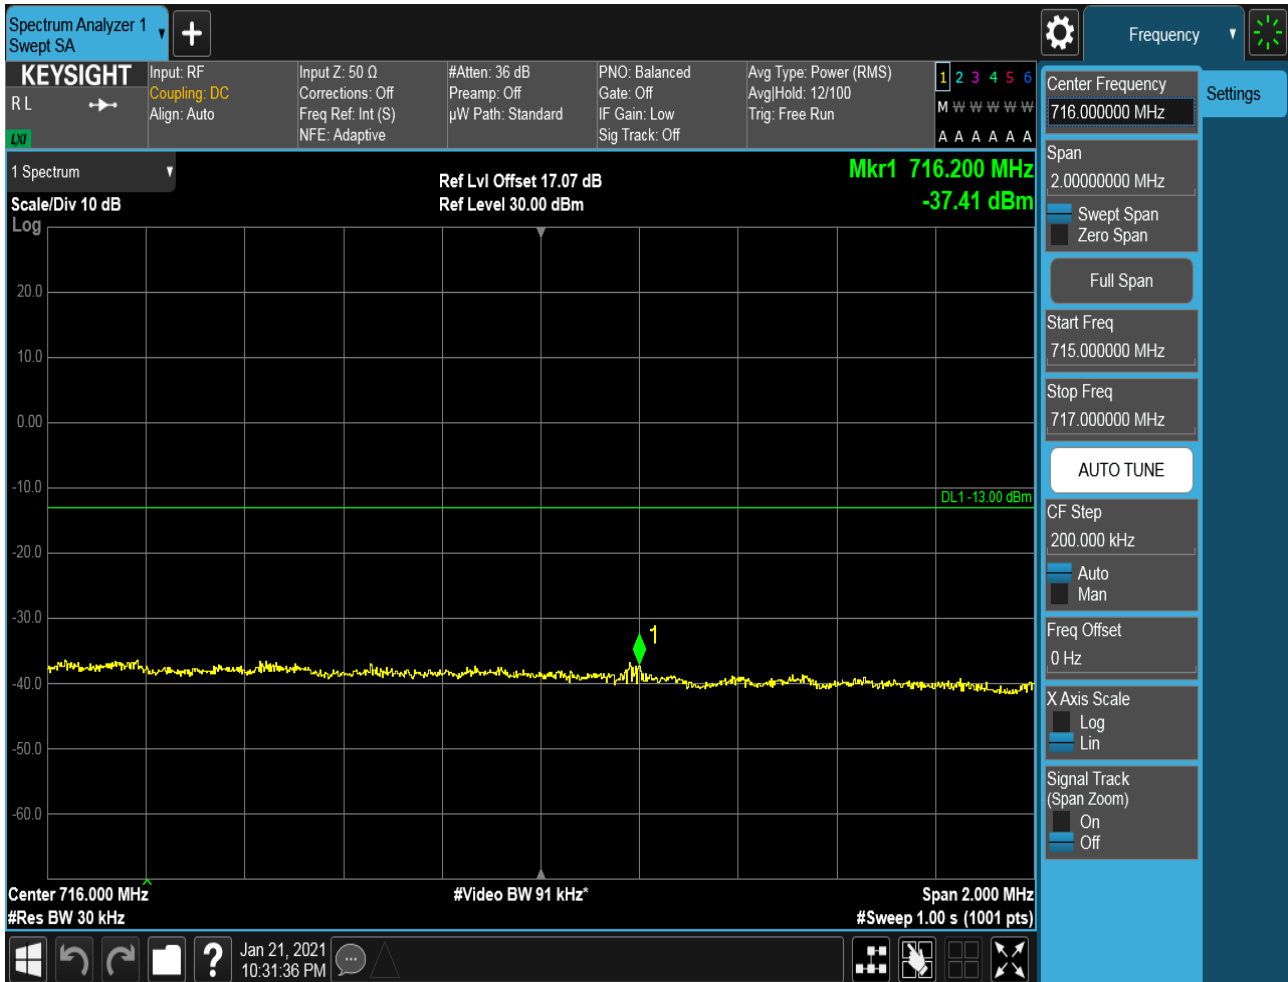 Spectrum Analyzer 1
Swept SA
Frequency
KEYSIGHT
R L
LXI
Input: RF
Coupling: DC
Align: Auto
Input Z: 50 Ω
Corrections: Off
Freq Ref: Int (S)
NFE: Adaptive
#Atten: 36 dB
Preamp: Off
µW Path: Standard
PNO: Balanced
Gate: Off
IF Gain: Low
Sig Track: Off
Avg Type: Power (RMS)
Avg|Hold: 12/100
Trig: Free Run
1 2 3 4 5 6
M W W W W W
A A A A A A
1 Spectrum
Scale/Div 10 dB
Log
Ref Lvl Offset 17.07 dB
Ref Level 30.00 dBm
Mkr1 716.200 MHz
-37.41 dBm
20.0
10.0
0.00
-10.0
DL1 -13.00 dBm
-20.0
-30.0
1
-40.0
-50.0
-60.0
Center 716.000 MHz
#Res BW 30 kHz
#Video BW 91 kHz*
Span 2.000 MHz
#Sweep 1.00 s (1001 pts)
Jan 21, 2021
10:31:36 PM
Center Frequency
716.000000 MHz
Settings
Span
2.00000000 MHz
Swept Span
Zero Span
Full Span
Start Freq
715.000000 MHz
Stop Freq
717.000000 MHz
AUTO TUNE
CF Step
200.000 kHz
Auto
Man
Freq Offset
0 Hz
X Axis Scale
Log
Lin
Signal Track
(Span Zoom)
On
Off